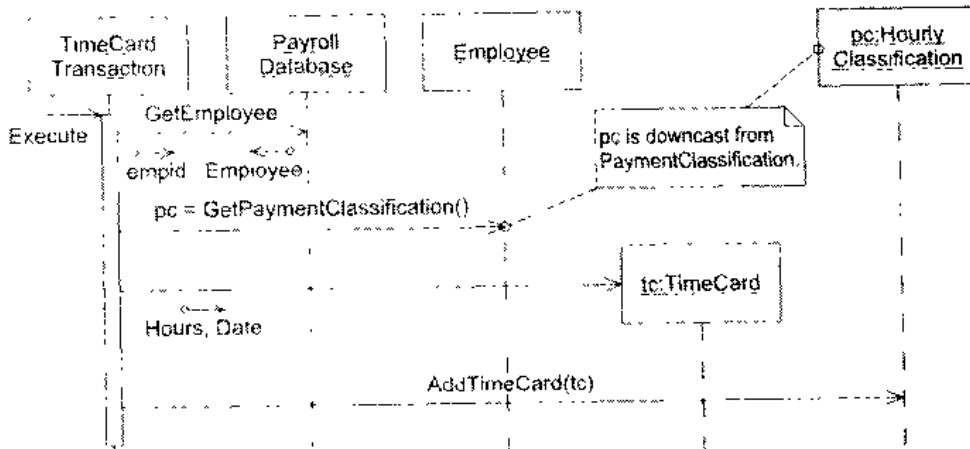 TimeCard
Transaction
Payroll
Database
Employee
pc:Hourly
Classification
Execute
GetEmployee
empid
Employee
pc is downcast from
PaymentClassification.
pc = GetPaymentClassification()
tc:TimeCard
Hours, Date
AddTimeCard(tc)